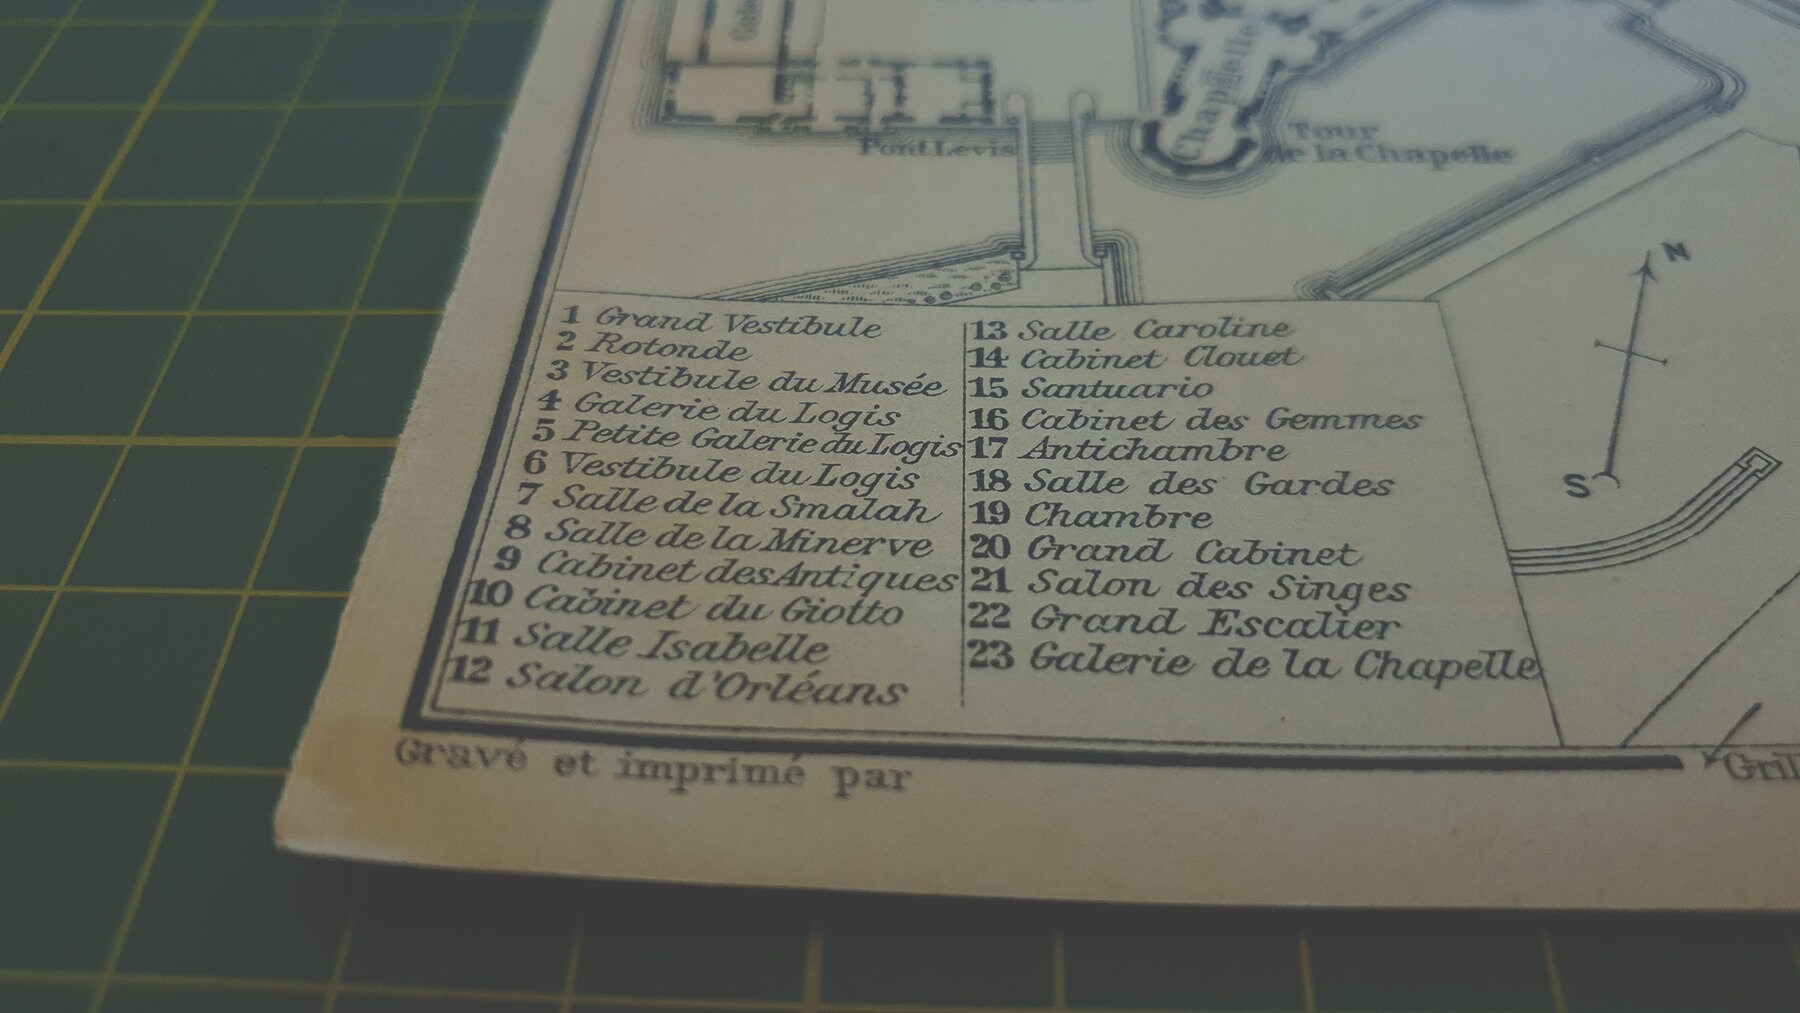 Chapelle
Pont Levis
Tour
de la Chapelle
N
S
1 Grand Vestibule
2 Rotonde
3 Vestibule du Musée
4 Galerie du Logis
5 Petite Galerie du Logis
6 Vestibule du Logis
7 Salle de la Smalah
8 Salle de la Minerve
9 Cabinet des Antiques
10 Cabinet du Giotto
11 Salle Isabelle
12 Salon d'Orléans
13 Salle Caroline
14 Cabinet Clouet
15 Santuario
16 Cabinet des Gemmes
17 Antichambre
18 Salle des Gardes
19 Chambre
20 Grand Cabinet
21 Salon des Singes
22 Grand Escalier
23 Galerie de la Chapelle
Gravé et imprimé par